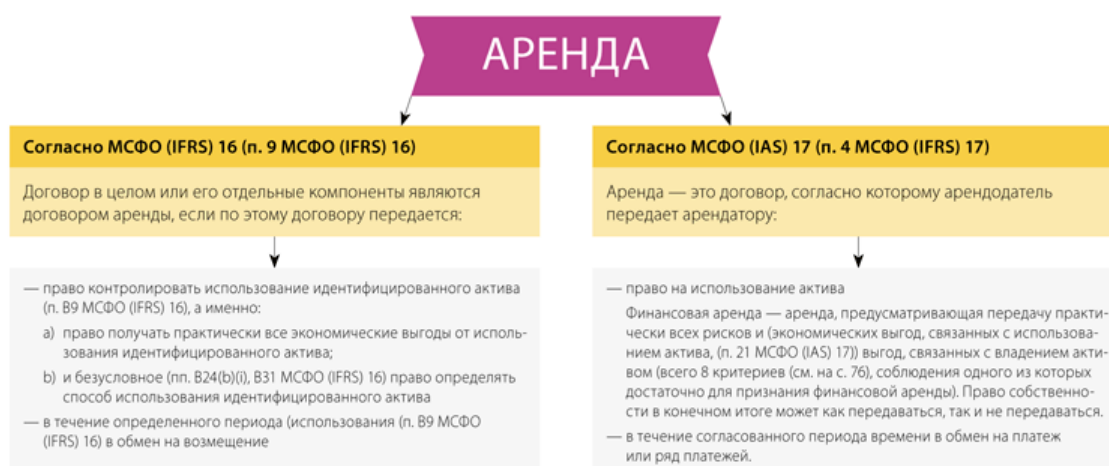 АРЕНДА
Согласно МСФО (IFRS) 16 (п. 9 МСФО (IFRS) 16)
Договор в целом или его отдельные компоненты являются
договором аренды, если по этому договору передается:
— право контролировать использование идентифицированного актива
(п. B9 МСФО (IFRS) 16), а именно:
a) право получать практически все экономические выгоды от исполь-
зования идентифицированного актива;
b) и безусловное (пп. B24(b)(i), B31 МСФО (IFRS) 16) право определять
способ использования идентифицированного актива
— в течение определенного периода (использования (п. B9 МСФО
(IFRS) 16) в обмен на возмещение
Согласно МСФО (IAS) 17 (п. 4 МСФО (IFRS) 17)
Аренда — это договор, согласно которому арендодатель
передает арендатору:
— право на использование актива
Финансовая аренда — аренда, предусматривающая передачу практи-
чески всех рисков и (экономических выгод, связанных с использова-
нием актива, (п. 21 МСФО (IAS) 17)) выгод, связанных с владением акти-
вом (всего 8 критериев (см. на с. 76), соблюдения одного из которых
достаточно для признания финансовой аренды). Право собственно-
сти в конечном итоге может как передаваться, так и не передаваться.
— в течение согласованного периода времени в обмен на платеж
или ряд платежей.